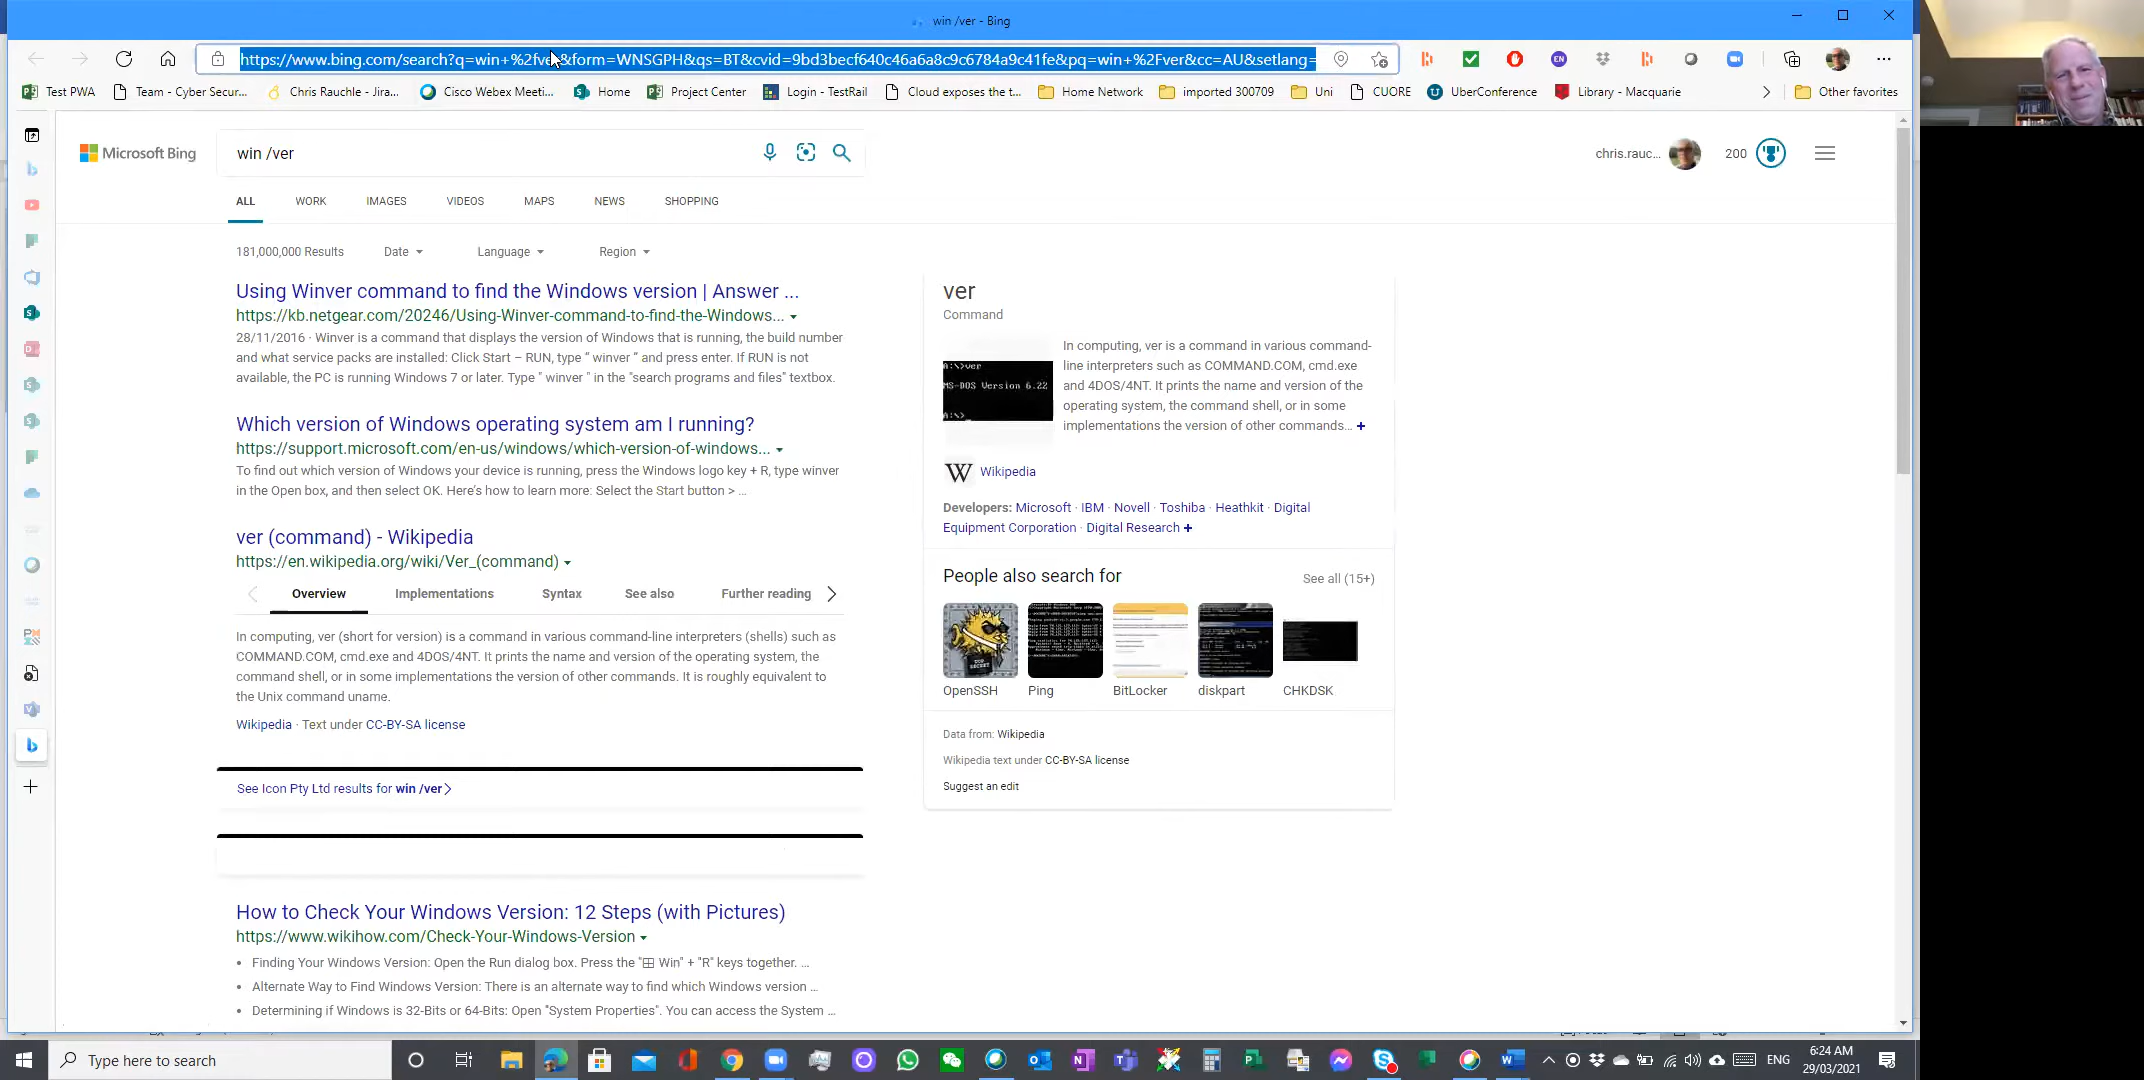 win /ver - Bing
https://www.bing.com/search?q=win+%2fver&form=WNSGPH&qs=BT&cvid=9bd3becf640c46a6a8c9c6784a9c41fe&pq=win+%2Fver&cc=AU&setlang=
Test PWA
Team - Cyber Secur...
Chris Rauchle - Jira...
Cisco Webex Meeti...
Home
Project Center
Login - TestRail
Cloud exposes the t...
Home Network
imported 300709
Uni
CUORE
UberConference
Library - Macquarie
Other favorites
Microsoft Bing
win /ver
chris.rauc...
200
ALL
WORK
IMAGES
VIDEOS
MAPS
NEWS
SHOPPING
181,000,000 Results
Date
Language
Region
Using Winver command to find the Windows version | Answer ...
https://kb.netgear.com/20246/Using-Winver-command-to-find-the-Windows...
28/11/2016 · Winver is a command that displays the version of Windows that is running, the build number
and what service packs are installed: Click Start – RUN, type “ winver “ and press enter. If RUN is not
available, the PC is running Windows 7 or later. Type " winver " in the "search programs and files" textbox.
Which version of Windows operating system am I running?
https://support.microsoft.com/en-us/windows/which-version-of-windows...
To find out which version of Windows your device is running, press the Windows logo key + R, type winver
in the Open box, and then select OK. Here’s how to learn more: Select the Start button > ...
ver (command) - Wikipedia
https://en.wikipedia.org/wiki/Ver_(command)
Overview
Implementations
Syntax
See also
Further reading
In computing, ver (short for version) is a command in various command-line interpreters (shells) such as
COMMAND.COM, cmd.exe and 4DOS/4NT. It prints the name and version of the operating system, the
command shell, or in some implementations the version of other commands. It is roughly equivalent to
the Unix command uname.
Wikipedia · Text under CC-BY-SA license
See Icon Pty Ltd results for win /ver
How to Check Your Windows Version: 12 Steps (with Pictures)
https://www.wikihow.com/Check-Your-Windows-Version
Finding Your Windows Version: Open the Run dialog box. Press the "⊞ Win" + "R" keys together. ...
Alternate Way to Find Windows Version: There is an alternate way to find which Windows version ...
Determining if Windows is 32-Bits or 64-Bits: Open "System Properties". You can access the System ...
ver
Command
A:\>ver
MS-DOS Version 6.22
A:\>_
In computing, ver is a command in various command-
line interpreters such as COMMAND.COM, cmd.exe
and 4DOS/4NT. It prints the name and version of the
operating system, the command shell, or in some
implementations the version of other commands… +
W Wikipedia
Developers: Microsoft · IBM · Novell · Toshiba · Heathkit · Digital
Equipment Corporation · Digital Research +
People also search for
See all (15+)
TOP SECRET
OpenSSH
Ping
BitLocker
diskpart
CHKDSK
Data from: Wikipedia
Wikipedia text under CC-BY-SA license
Suggest an edit
Type here to search
ENG
6:24 AM
29/03/2021